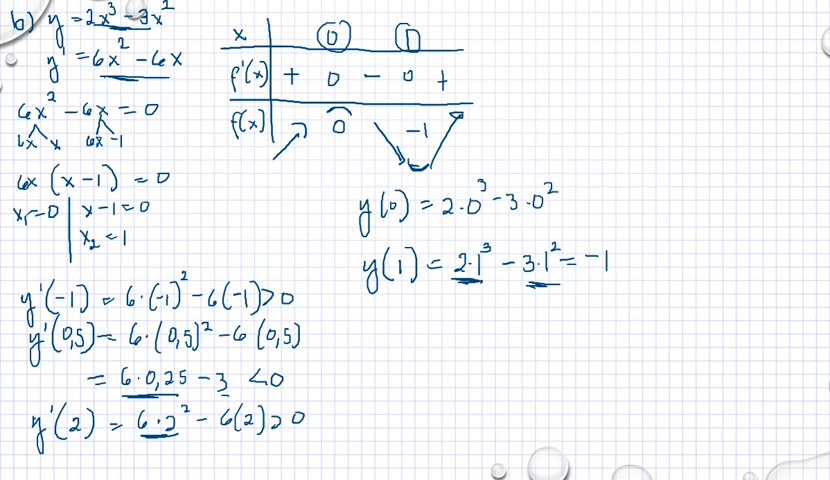 b) y = 2x³ - 3x²
y' = 6x² - 6x
6x² - 6x = 0
6x x 6x -1
6x (x - 1) = 0
x₁ = 0 | x - 1 = 0
x₂ = 1
y'(-1) = 6·(-1)² - 6(-1) > 0
y'(0,5) = 6·(0,5)² - 6(0,5)
= 6·0,25 - 3 < 0
y'(2) = 6·2² - 6(2) > 0
x 0 1
f'(x) + 0 - 0 +
f(x) ↗ 0 ↘ -1 ↗
y(0) = 2·0³ - 3·0²
y(1) = 2·1³ - 3·1² = -1